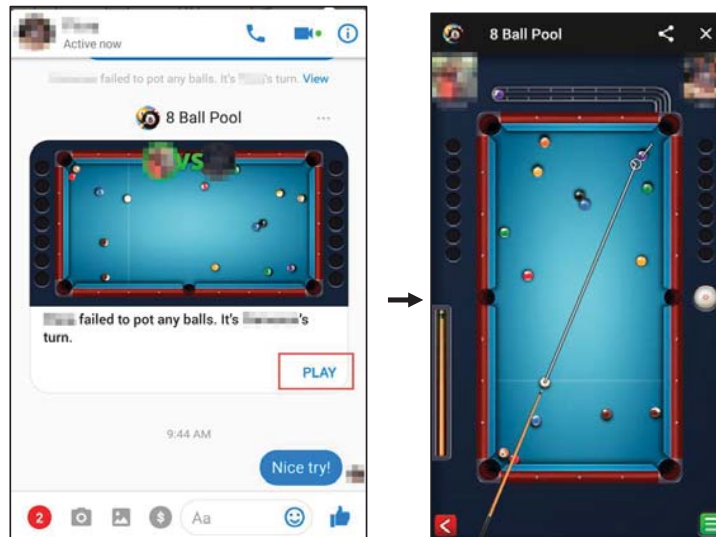 Active now
failed to pot any balls. It's 's turn. View
8 Ball Pool
VS
failed to pot any balls. It's 's
turn.
PLAY
9:44 AM
Nice try!
2
$
Aa
8 Ball Pool